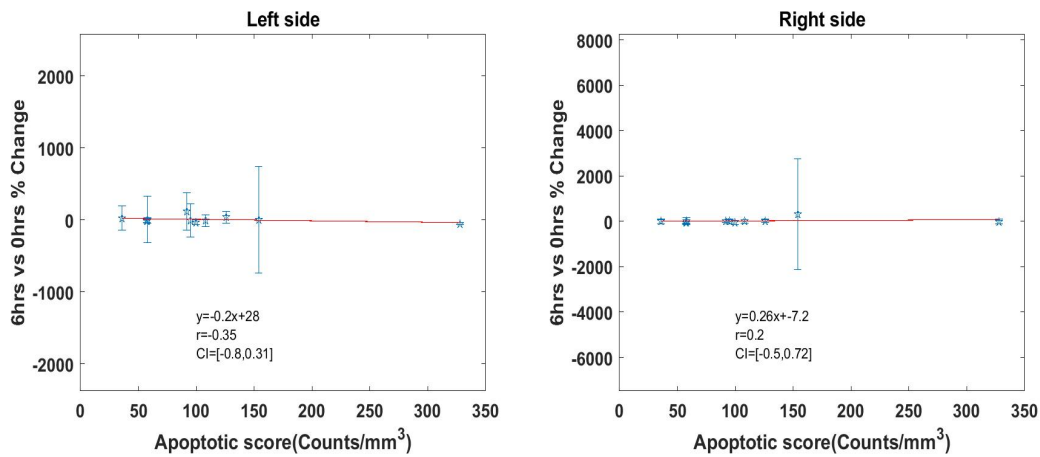 Left side
6hrs vs 0hrs % Change
2000
1000
0
-1000
-2000
y=-0.2x+28
r=-0.35
CI=[-0.8,0.31]
0 50 100 150 200 250 300 350
Apoptotic score(Counts/mm³)
Right side
6hrs vs 0hrs % Change
8000
6000
4000
2000
0
-2000
-4000
-6000
y=0.26x+-7.2
r=0.2
CI=[-0.5,0.72]
0 50 100 150 200 250 300 350
Apoptotic score(Counts/mm³)